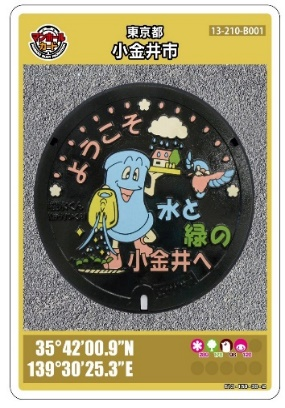 マンホール
カード
東京都
小金井市
13-210-B001
ようこそ
水と
緑の
小金井へ
35°42'00.9"N
139°30'25.3"E